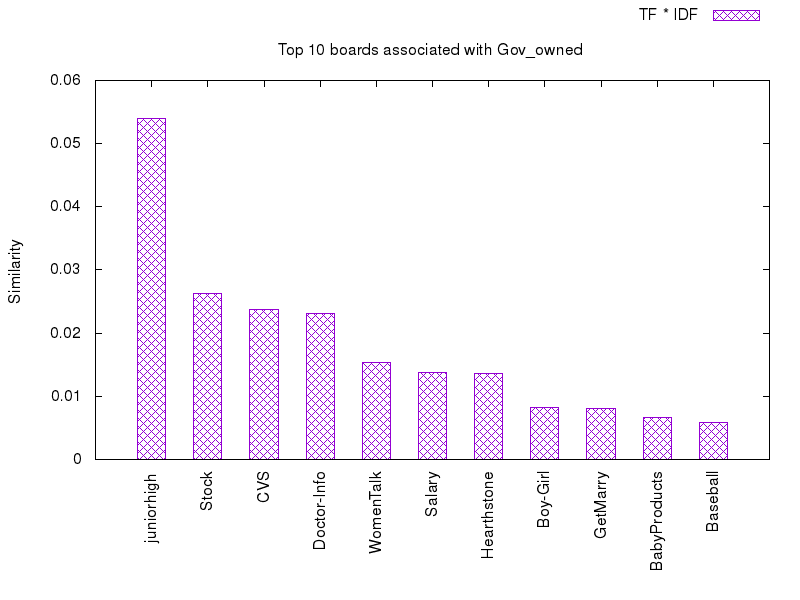 TF * IDF
Top 10 boards associated with Gov_owned
0.06
0.05
0.04
0.03
0.02
0.01
0
Similarity
juniorhigh
Stock
CVS
Doctor-Info
WomenTalk
Salary
Hearthstone
Boy-Girl
GetMarry
BabyProducts
Baseball